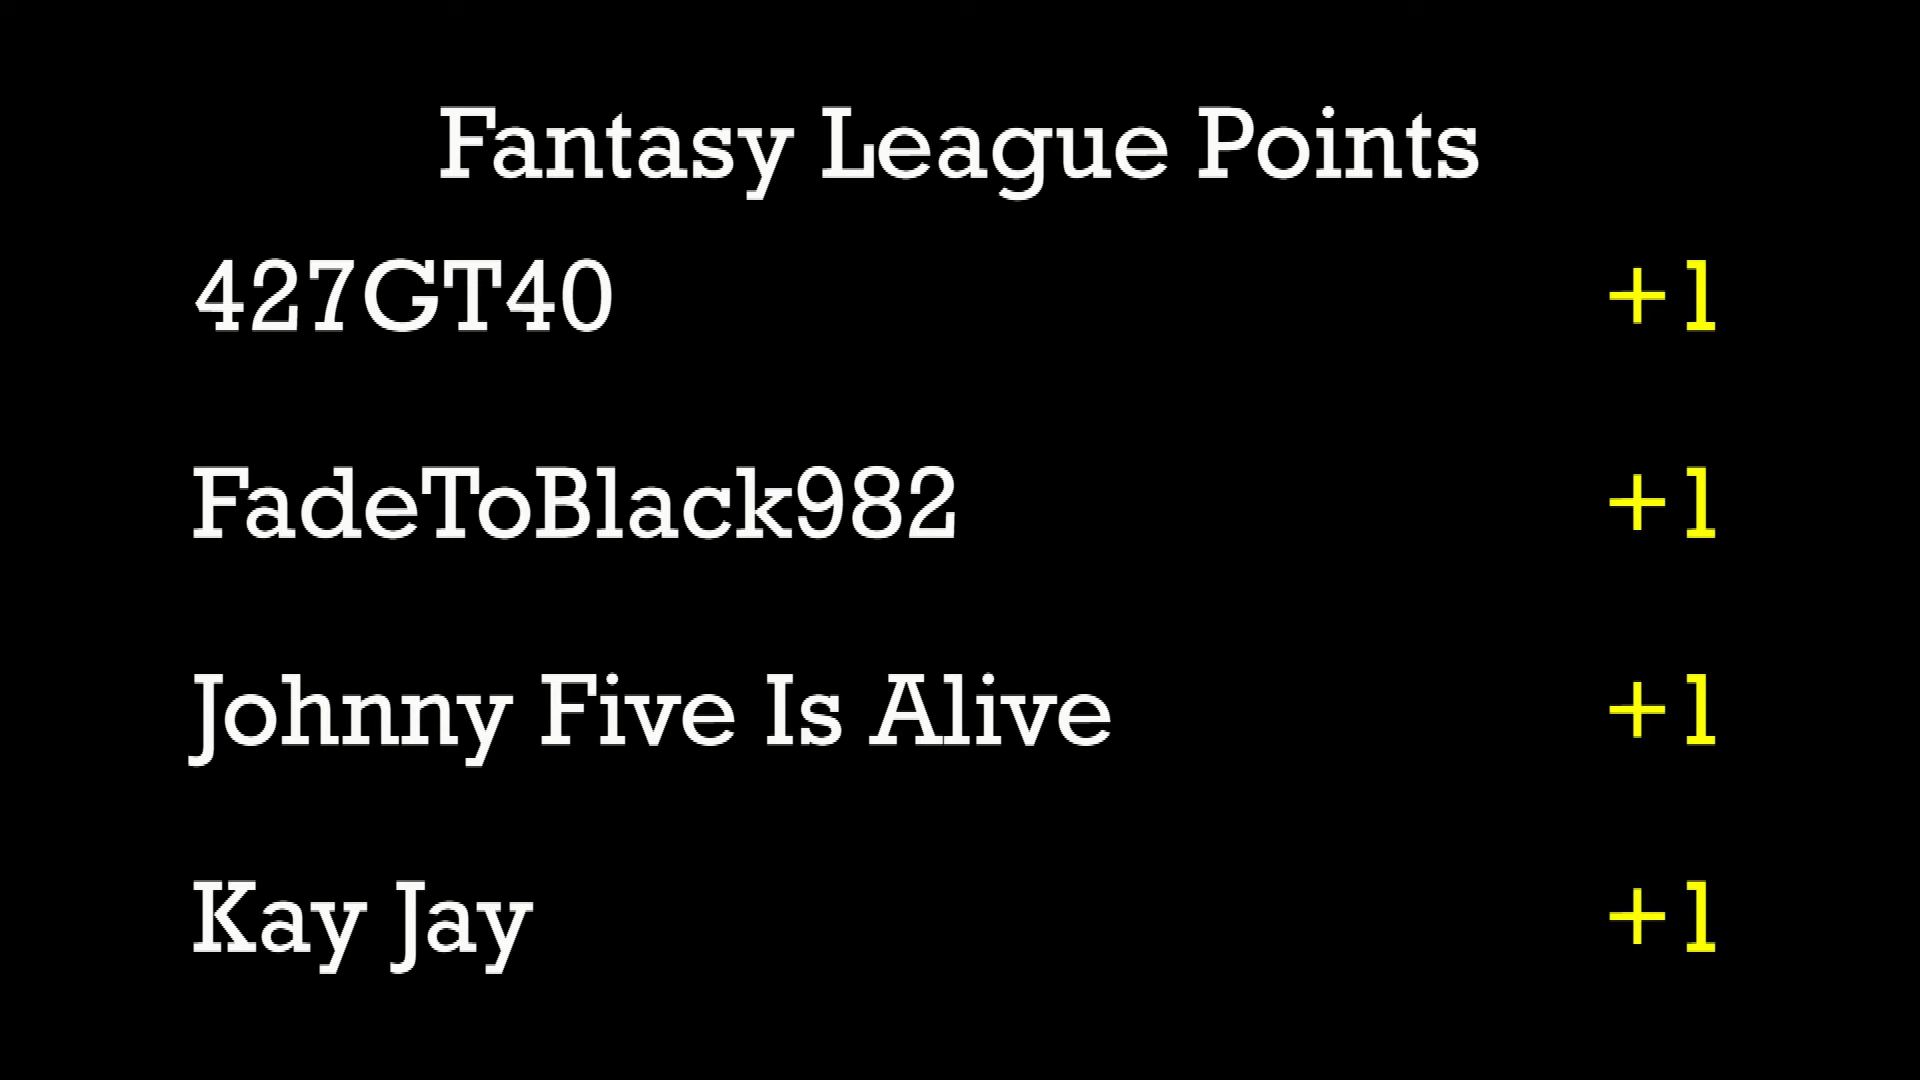 Fantasy League Points
427GT40 +1
FadeToBlack982 +1
Johnny Five Is Alive +1
Kay Jay +1